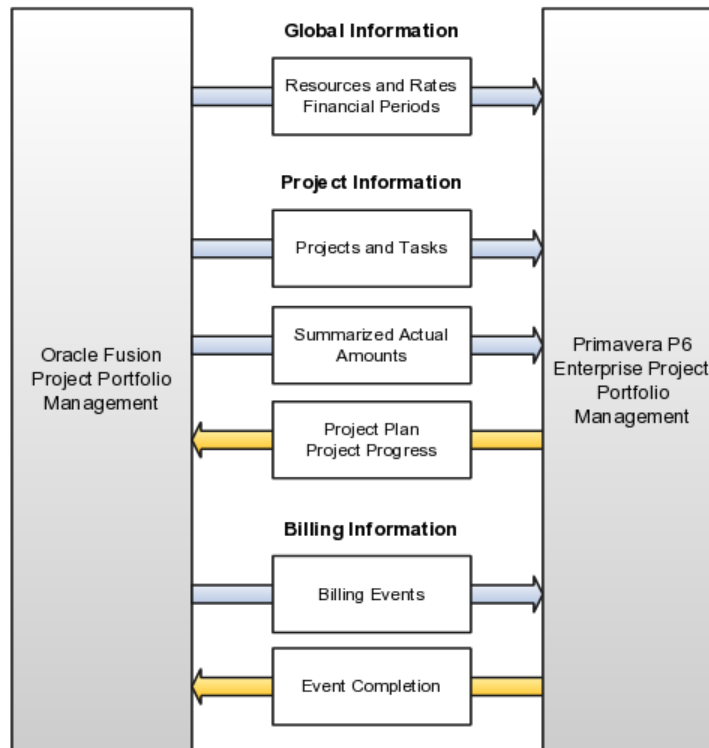 Global Information
Resources and Rates
Financial Periods
Project Information
Projects and Tasks
Summarized Actual
Amounts
Oracle Fusion
Project Portfolio
Management
Primavera P6
Enterprise Project
Portfolio
Management
Project Plan
Project Progress
Billing Information
Billing Events
Event Completion